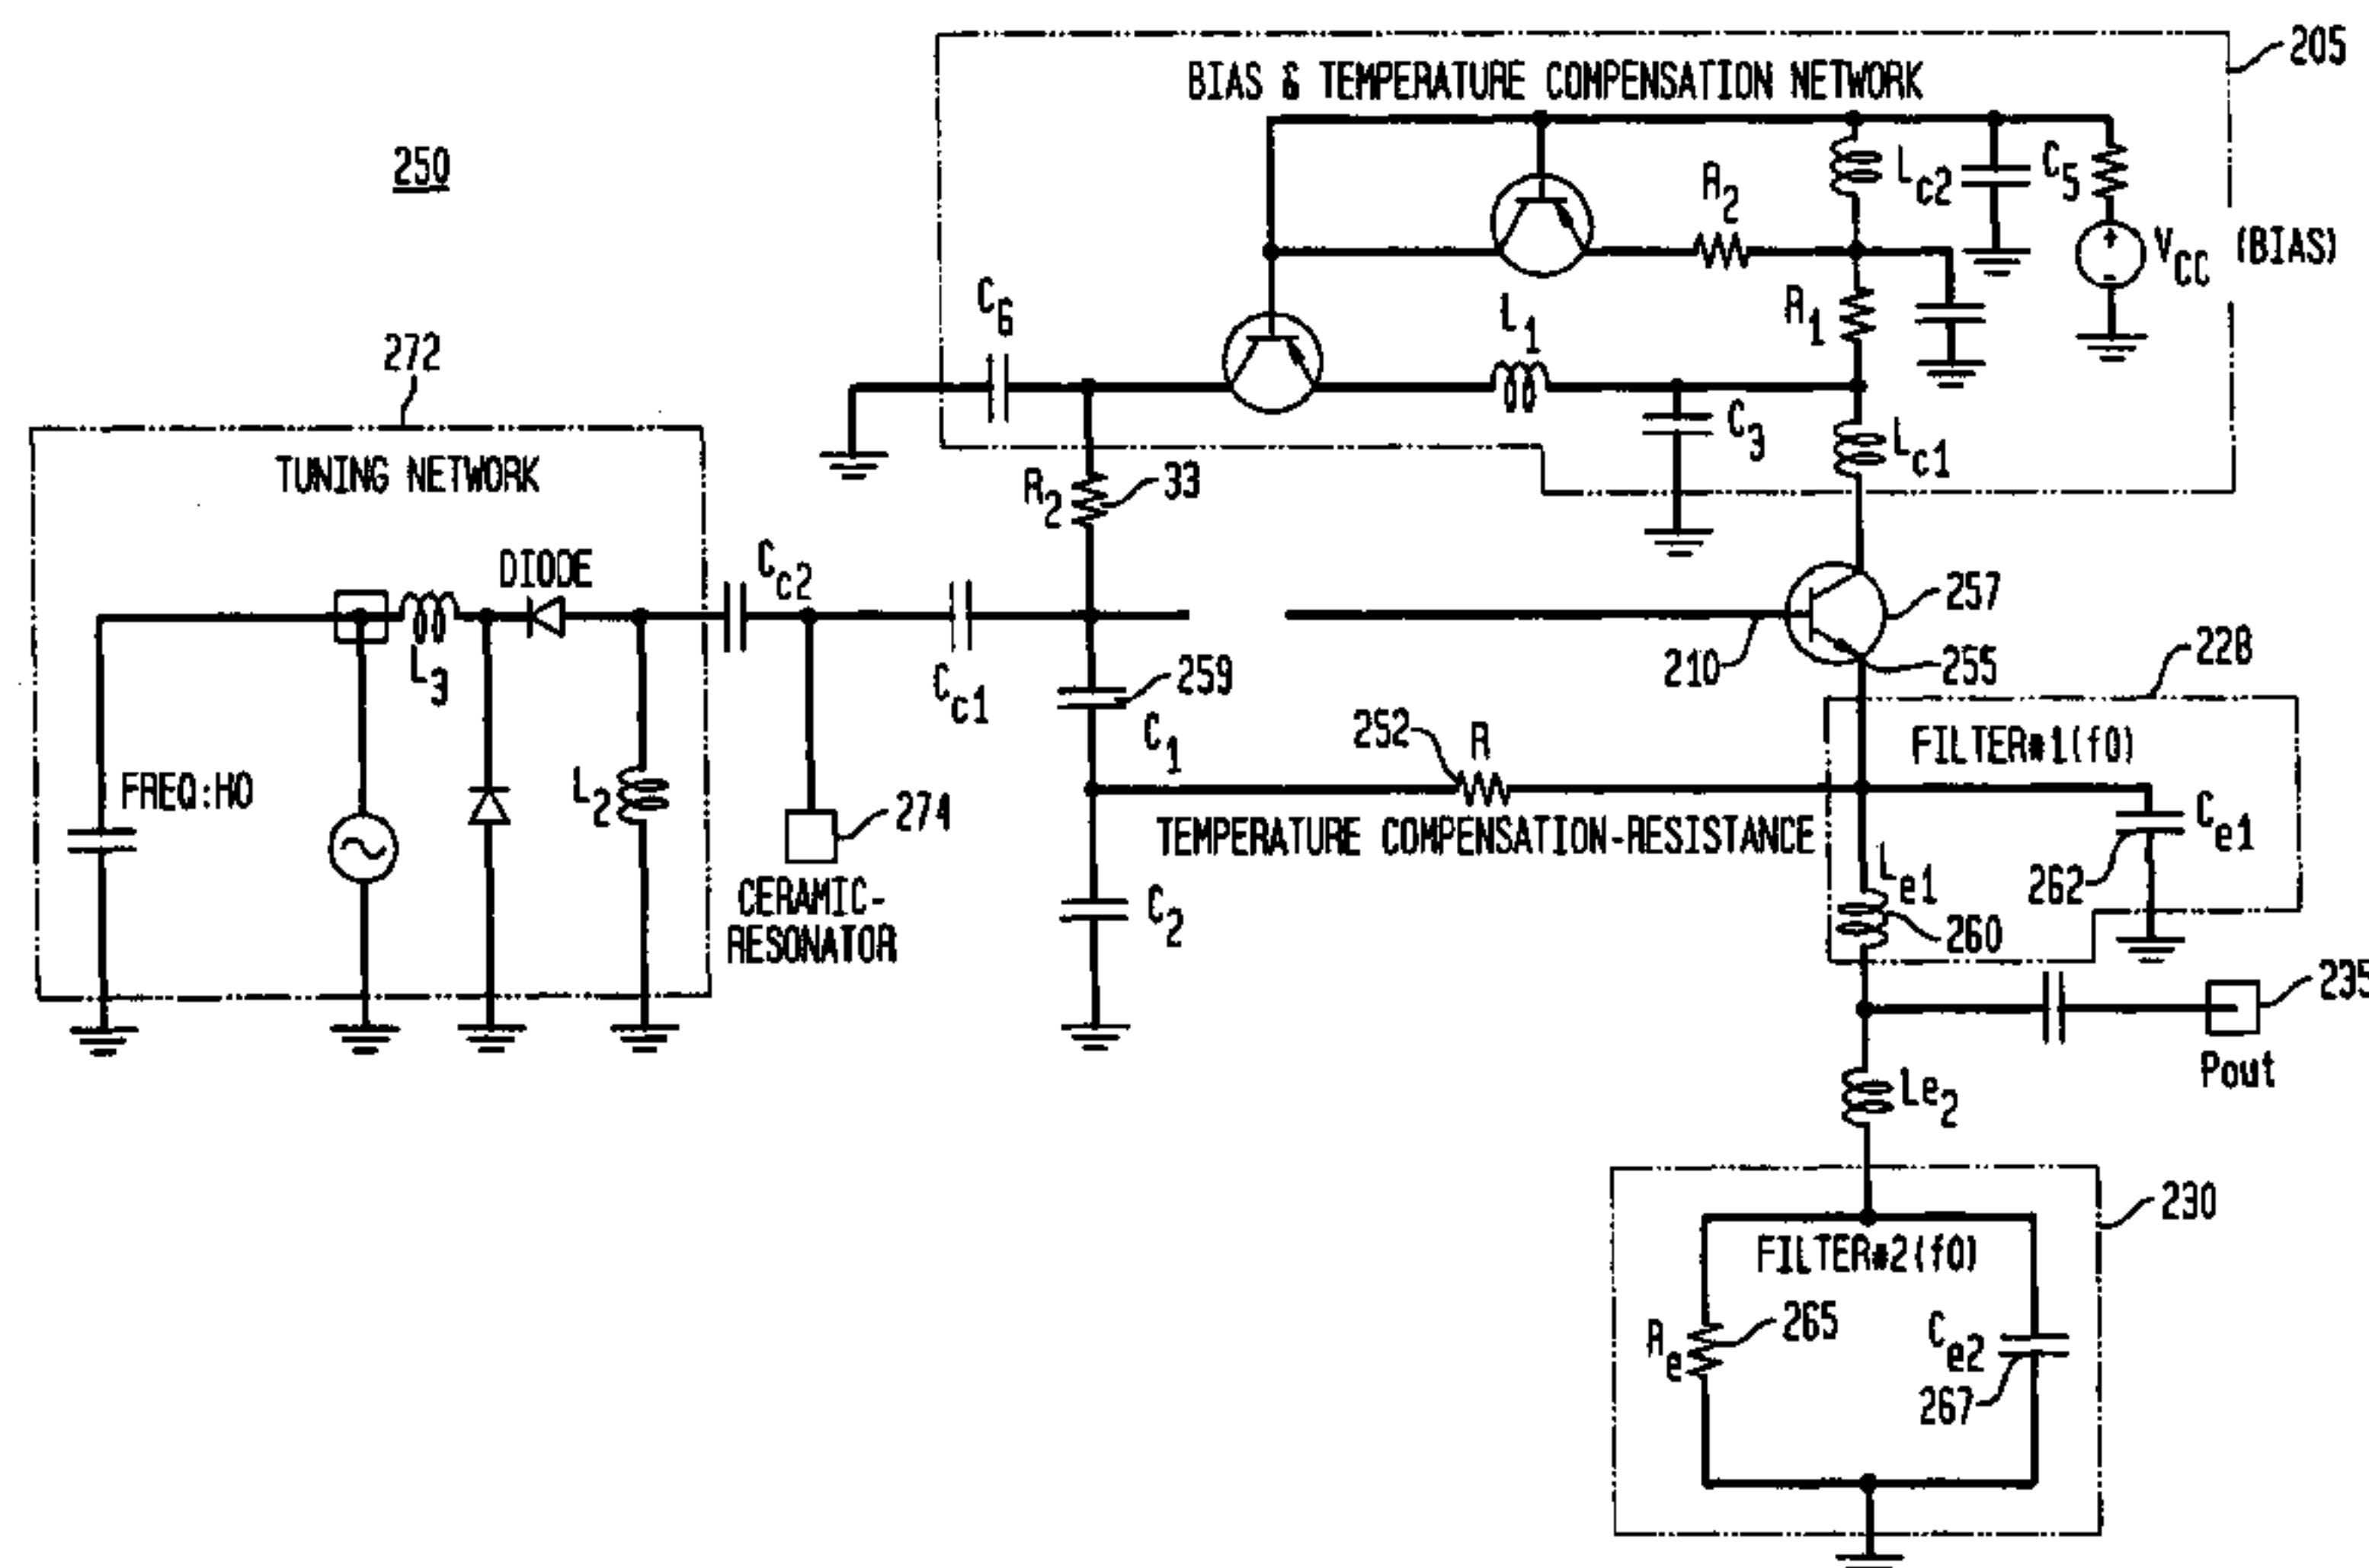 205
BIAS & TEMPERATURE COMPENSATION NETWORK
250
R2
Lc2
C5
VCC (BIAS)
C6
L1
R1
272
C3
Lc1
TUNING NETWORK
R2
33
DIODE
Cc2
257
L3
Cc1
259
210
255
228
C1
252
R
FILTER#1(f0)
FREQ:H0
L2
274
TEMPERATURE COMPENSATION-RESISTANCE
Ce1
CERAMIC-
RESONATOR
C2
Le1
262
260
235
Pout
Le2
230
FILTER#2(f0)
Re
265
Ce2
267